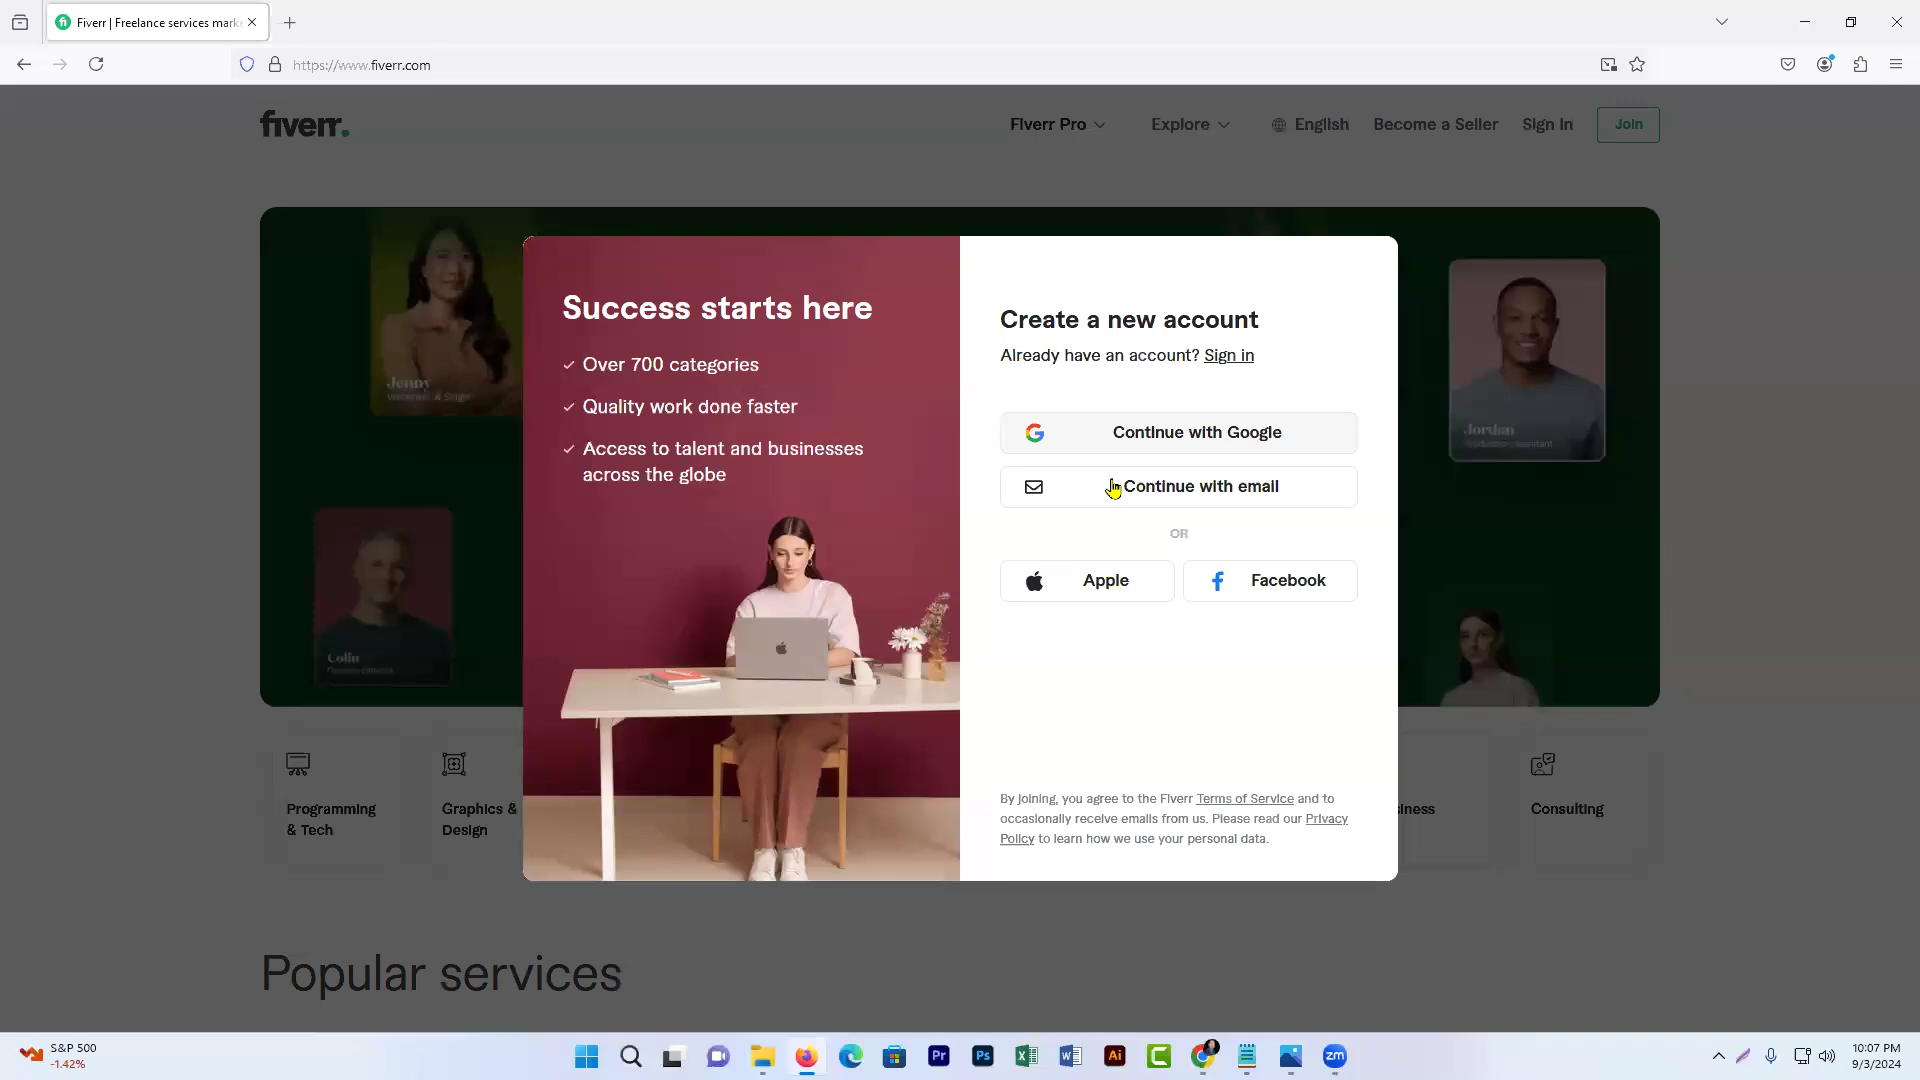 Fiverr | Freelance services mark
https://www.fiverr.com
fiverr.
Fiverr Pro
Explore
English
Become a Seller
Sign In
Join
Jenny
Jordan
Colin
Success starts here
Over 700 categories
Quality work done faster
Access to talent and businesses
across the globe
Create a new account
Already have an account? Sign in
Continue with Google
Continue with email
OR
Apple
Facebook
By joining, you agree to the Fiverr Terms of Service and to
occasionally receive emails from us. Please read our Privacy
Policy to learn how we use your personal data.
Programming
& Tech
Graphics &
Design
siness
Consulting
Popular services
S&P 500
-1.42%
Pr
Ps
Ai
zm
10:07 PM
9/3/2024